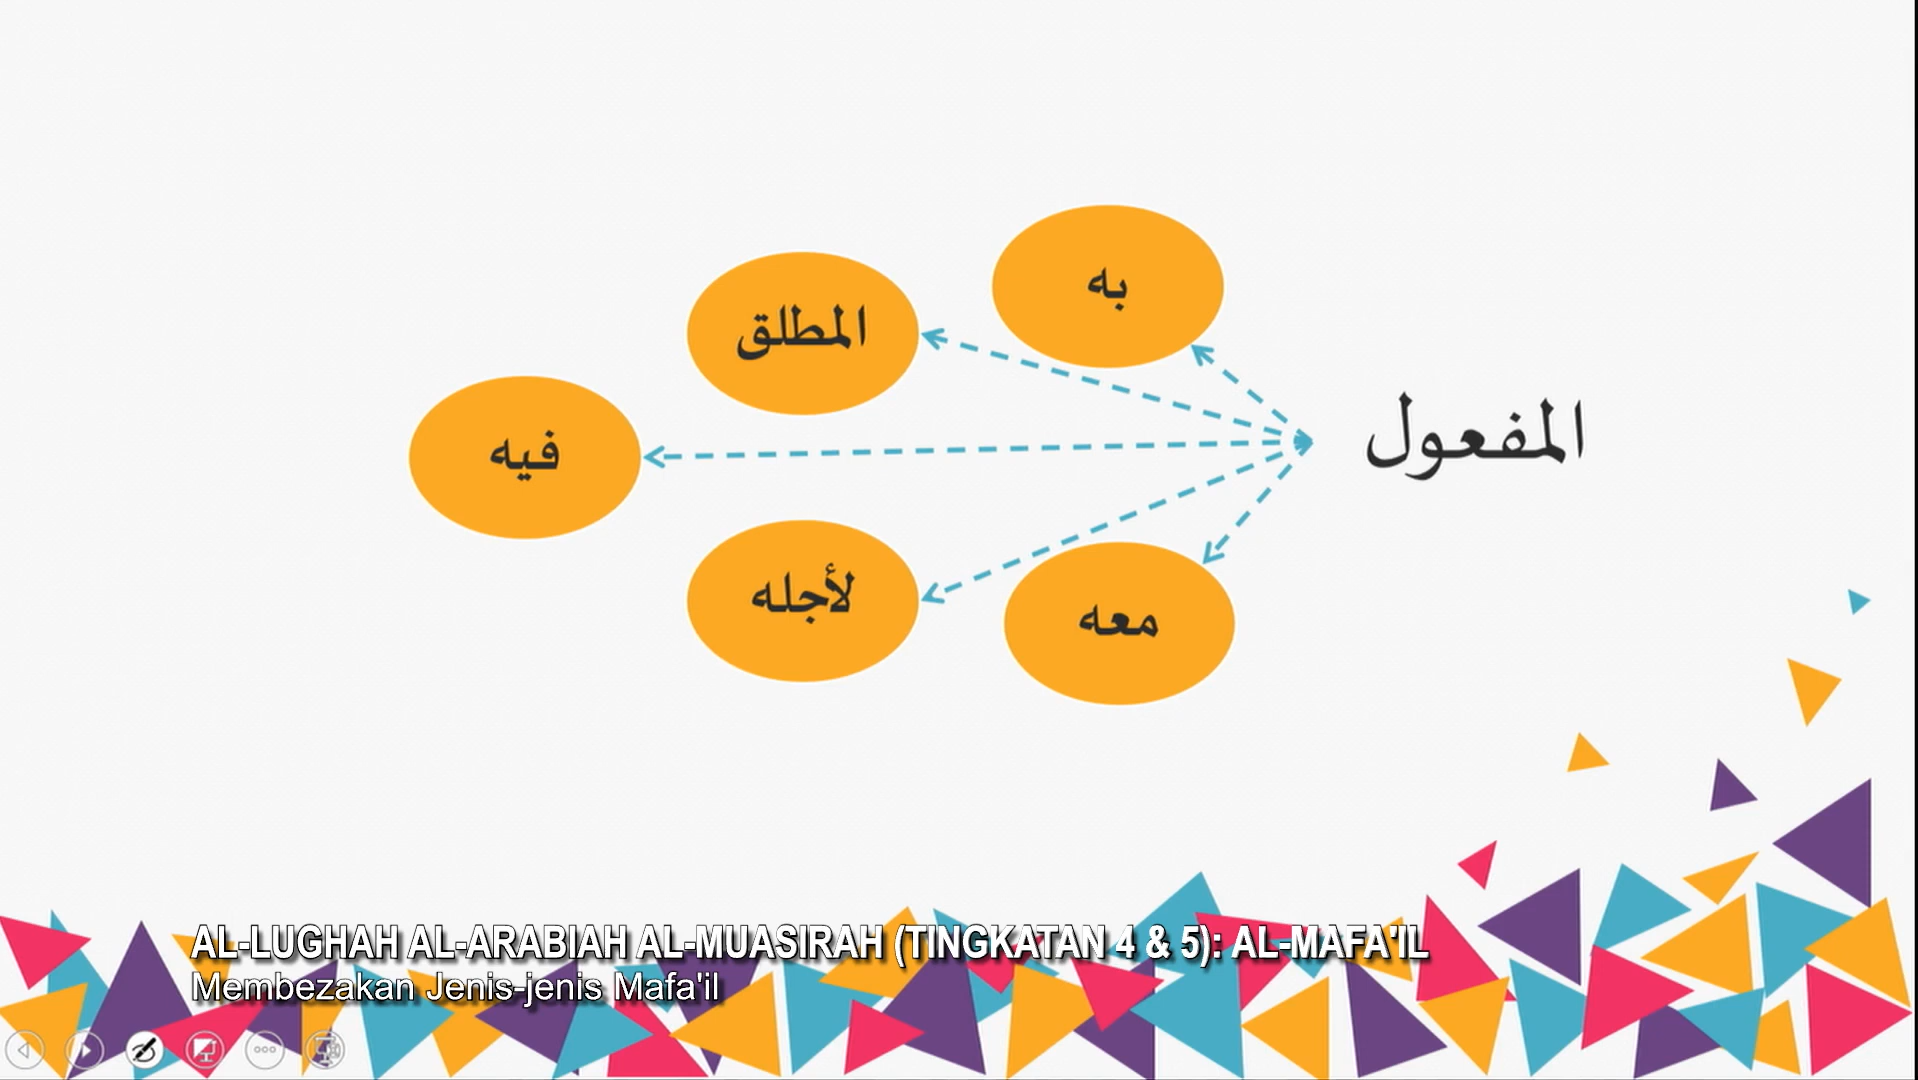 المفعول
به
المطلق
فيه
لأجله
معه
AL-LUGHAH AL-ARABIAH AL-MUASIRAH (TINGKATAN 4 & 5): AL-MAFA'IL
Membezakan Jenis-jenis Mafa'il